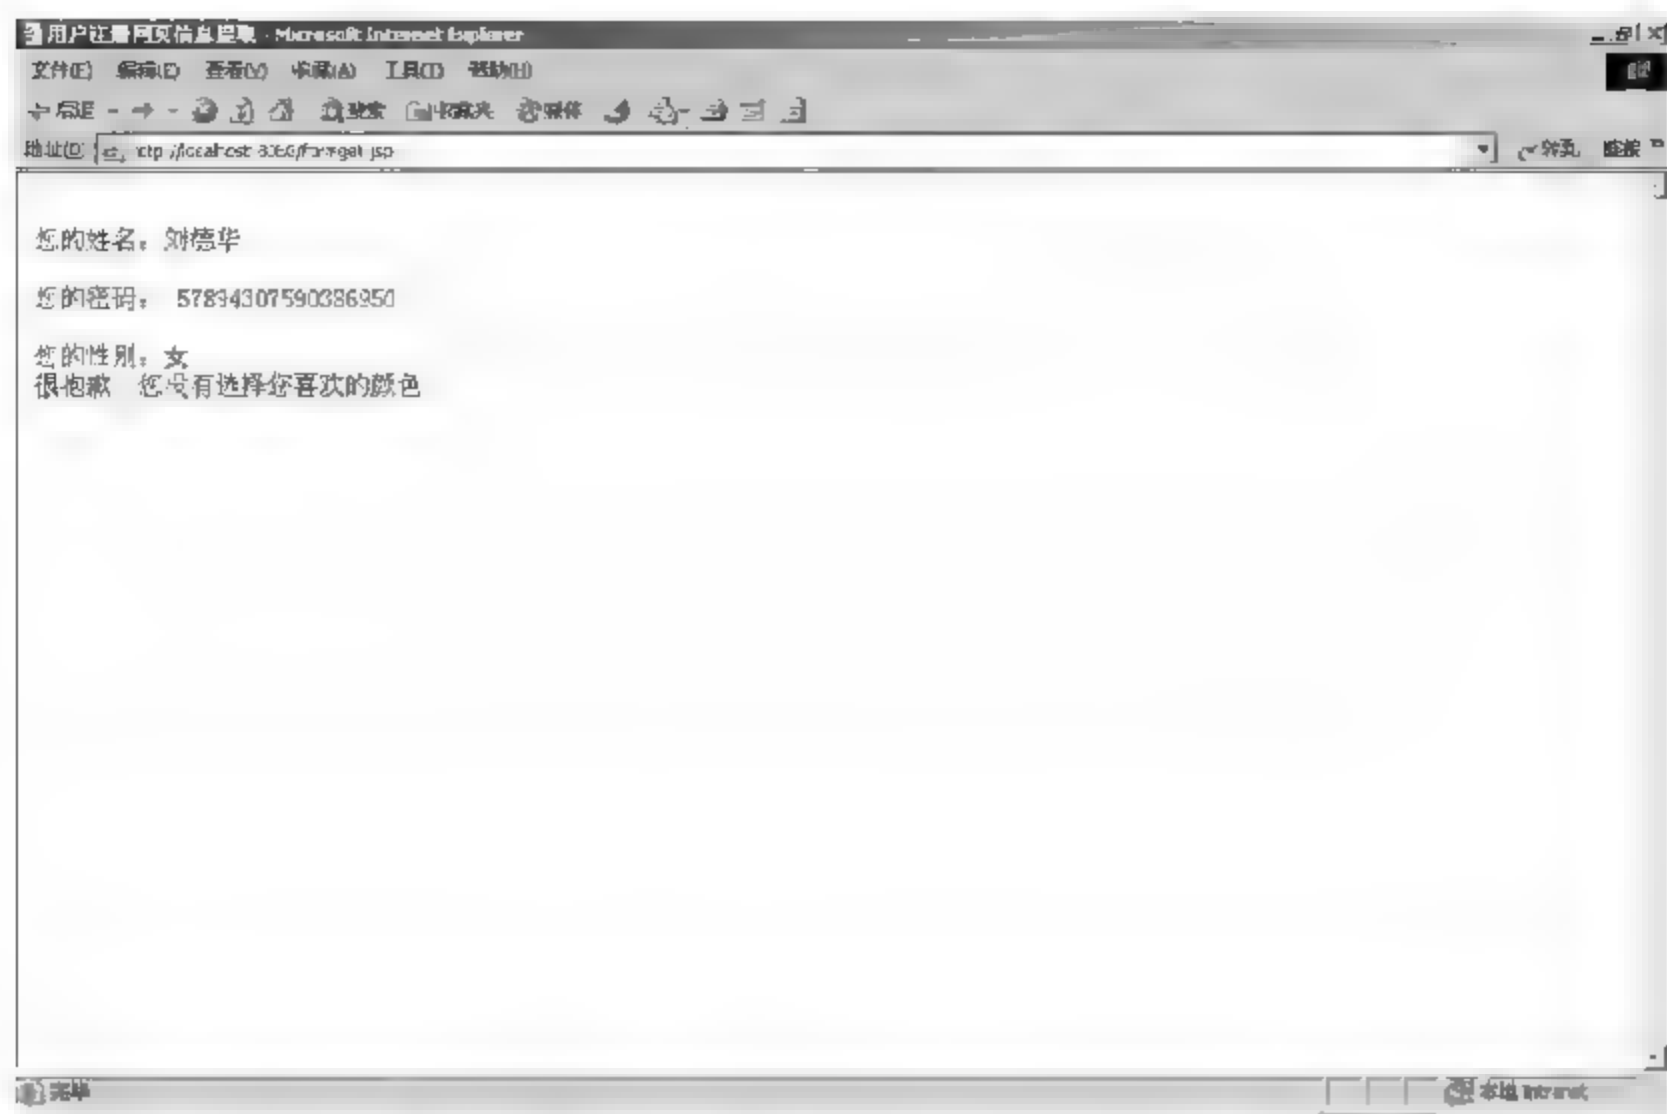 用户注册网页信息提取 - Microsoft Internet Explorer
文件(E) 编辑(E) 查看(V) 收藏(A) 工具(T) 帮助(H)
后退 搜索 收藏夹 媒体
地址(D) 转到 链接
您的姓名：刘德华
您的密码： 57894307590386950
您的性别：女
很抱歉 您没有选择您喜欢的颜色
完毕 本地 Intranet